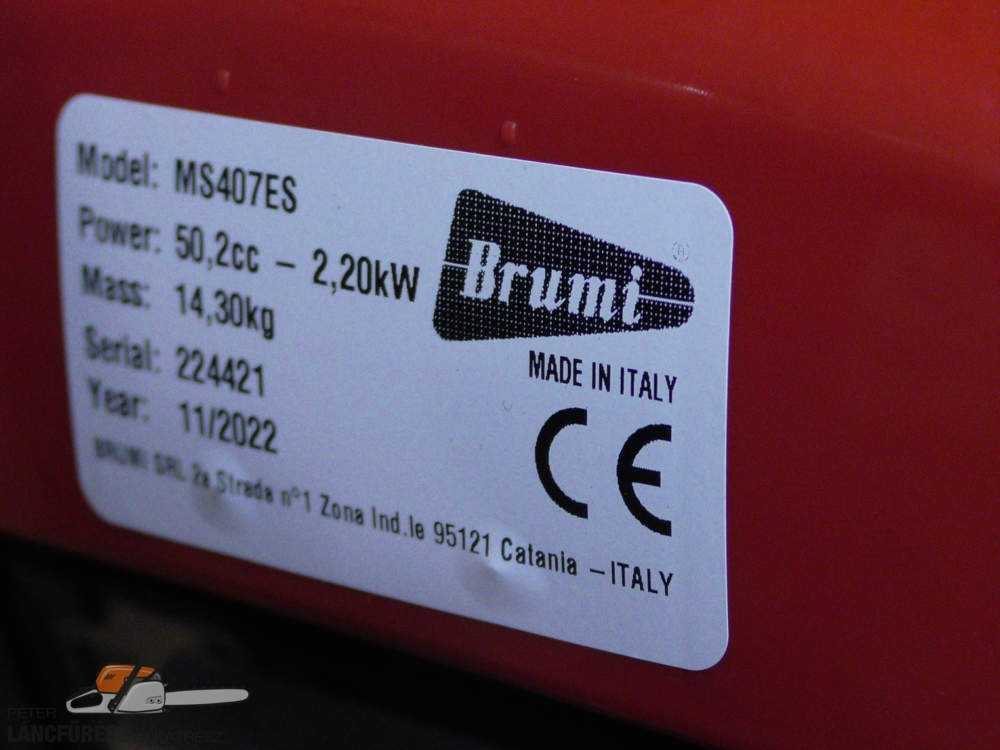 Model: MS407ES
Power: 50,2cc – 2,20kW
Mass: 14,30kg
Serial: 224421
Year: 11/2022
Brumi ®
MADE IN ITALY
CE
BRUMI SRL 2a Strada n°1 Zona Ind.le 95121 Catania – ITALY
PÉTER
LÁNCFŰRÉSZ